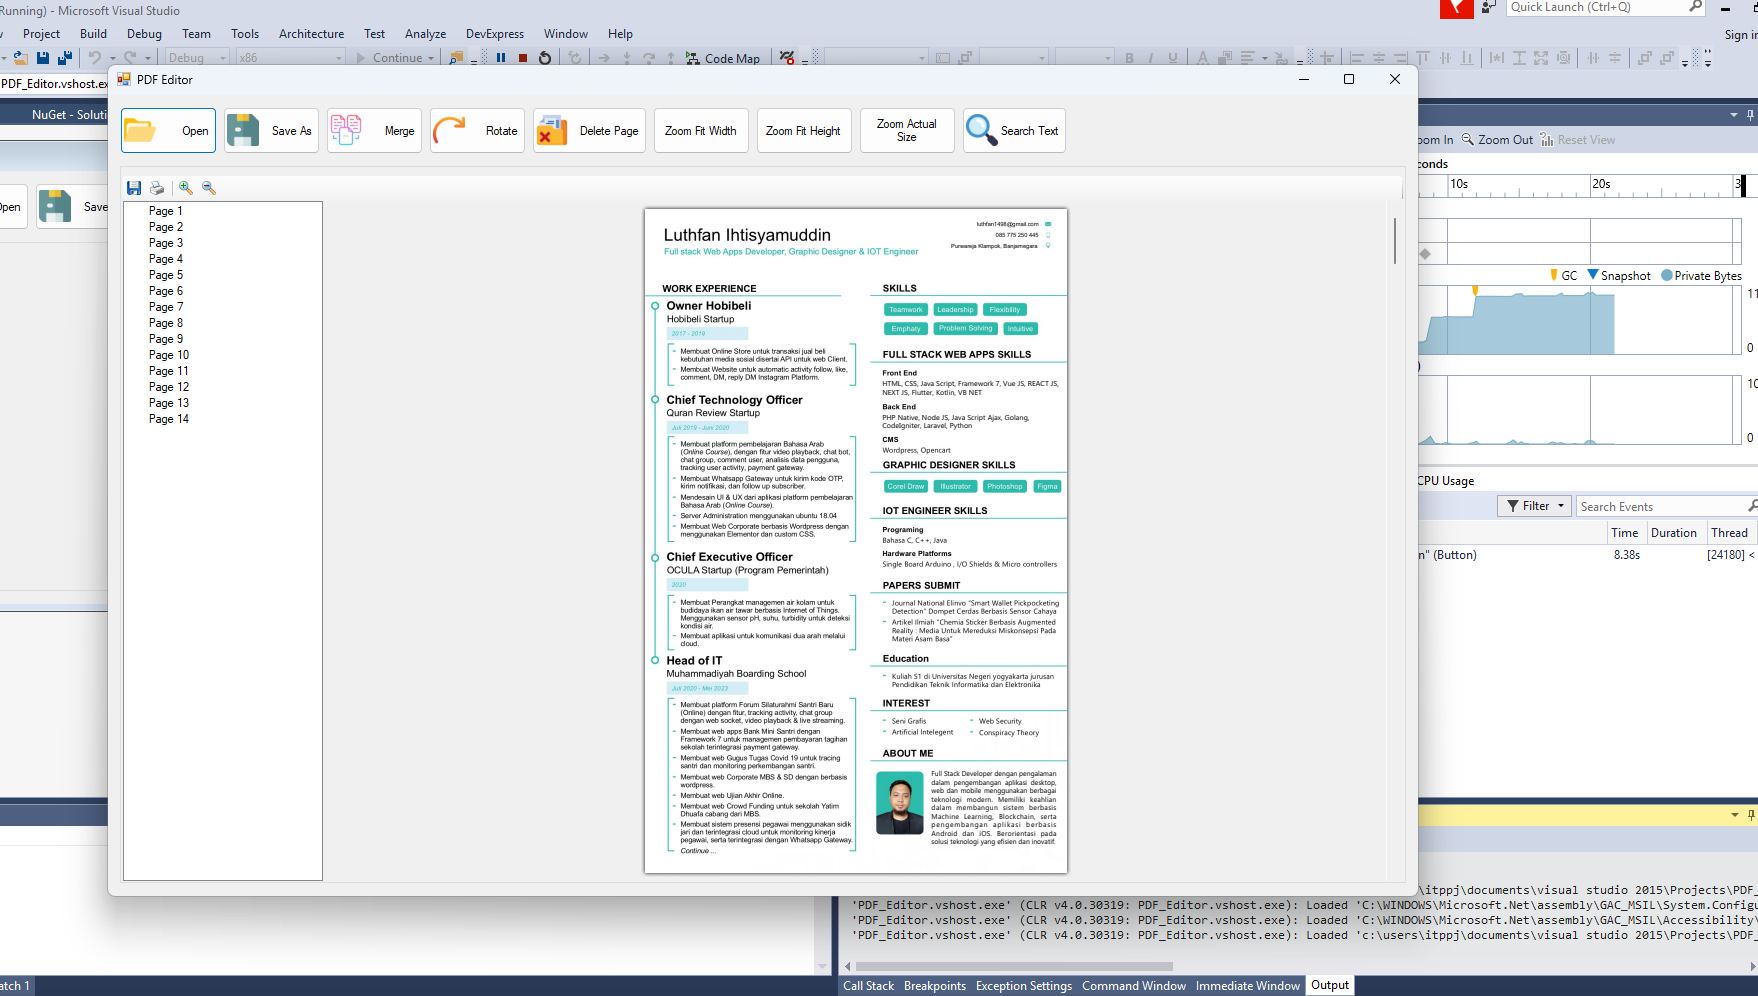 Running) - Microsoft Visual Studio
Quick Launch (Ctrl+Q)
Project Build Debug Team Tools Architecture Test Analyze DevExpress Window Help
Sign in
Debug x86 Continue Code Map
PDF_Editor.vshost.ex
PDF Editor
NuGet - Soluti
Open Save As Merge Rotate Delete Page Zoom Fit Width Zoom Fit Height Zoom Actual Size Search Text
Zoom Out Reset View
10s 20s
Save
Page 1
Page 2
Page 3
Page 4
Page 5
Page 6
Page 7
Page 8
Page 9
Page 10
Page 11
Page 12
Page 13
Page 14
Luthfan Ihtisyamuddin
Full stack Web Apps Developer, Graphic Designer & IOT Engineer
luthfan1498@gmail.com
085 775 250 445
Purwareja Klampok, Banjarnegara
WORK EXPERIENCE
Owner Hobibeli
Hobibeli Startup
2017 - 2019
- Membuat Online Store untuk transaksi jual beli
kebutuhan media sosial disertai API untuk web Client.
- Membuat Website untuk automatic activity follow, like,
comment, DM, reply DM Instagram Platform.
Chief Technology Officer
Quran Review Startup
Juli 2019 - Juni 2020
- Membuat platform pembelajaran Bahasa Arab
(Online Course), dengan fitur video playback, chat bot,
chat group, comment user, analisis data pengguna,
tracking user activity, payment gateway.
- Membuat Whatsapp Gateway untuk kirim kode OTP,
kirim notifikasi, dan follow up subscriber.
- Mendesain UI & UX dari aplikasi platform pembelajaran
Bahasa Arab (Online Course).
- Server Administration menggunakan ubuntu 18.04
- Membuat Web Corporate berbasis Wordpress dengan
menggunakan Elementor dan custom CSS.
Chief Executive Officer
OCULA Startup (Program Pemerintah)
2020
- Membuat Perangkat managemen air kolam untuk
budidaya ikan air tawar berbasis Internet of Things.
Menggunakan sensor pH, suhu, turbidity untuk deteksi
kondisi air.
- Membuat aplikasi untuk komunikasi dua arah melalui
cloud.
Head of IT
Muhammadiyah Boarding School
Juli 2020 - Mei 2023
- Membuat platform Forum Silaturahmi Santri Baru
(Online) dengan fitur, tracking activity, chat group
dengan web socket, video playback & live streaming.
- Membuat web apps Bank Mini Santri dengan
Framework 7 untuk managemen pembayaran tagihan
sekolah terintegrasi payment gateway.
- Membuat web Gugus Tugas Covid 19 untuk tracing
santri dan monitoring perkembangan santri.
- Membuat web Corporate MBS & SD dengan berbasis
wordpress.
- Membuat web Ujian Akhir Online.
- Membuat web Crowd Funding untuk sekolah Yatim
Dhuafa cabang dari MBS.
- Membuat sistem presensi pegawai menggunakan sidik
jari dan terintegrasi cloud untuk monitoring kinerja
pegawai, serta terintegrasi dengan Whatsapp Gateway.
Continue ...
SKILLS
Teamwork Leadership Flexibility
Emphaty Problem Solving Intuitive
FULL STACK WEB APPS SKILLS
Front End
HTML, CSS, Java Script, Framework 7, Vue JS, REACT JS,
NEXT JS, Flutter, Kotlin, VB NET
Back End
PHP Native, Node JS, Java Script Ajax, Golang,
CodeIgniter, Laravel, Python
CMS
Wordpress, Opencart
GRAPHIC DESIGNER SKILLS
Corel Draw Illustrator Photoshop Figma
IOT ENGINEER SKILLS
Programing
Bahasa C, C++, Java
Hardware Platforms
Single Board Arduino , I/O Shields & Micro controllers
PAPERS SUBMIT
- Journal National Elinvo "Smart Wallet Pickpocketing
Detection" Dompet Cerdas Berbasis Sensor Cahaya
- Artikel Ilmiah "Chemia Sticker Berbasis Augmented
Reality : Media Untuk Mereduksi Miskonsepsi Pada
Materi Asam Basa"
Education
- Kuliah S1 di Universitas Negeri yogyakarta jurusan
Pendidikan Teknik Informatika dan Elektronika
INTEREST
- Seni Grafis - Web Security
- Artificial Intelegent - Conspiracy Theory
ABOUT ME
Full Stack Developer dengan pengalaman
dalam pengembangan aplikasi desktop,
web dan mobile menggunakan berbagai
teknologi modern. Memiliki keahlian
dalam membangun sistem berbasis
Machine Learning, Blockchain, serta
pengembangan aplikasi berbasis
Android dan iOS. Berorientasi pada
solusi teknologi yang efisien dan inovatif.
GC Snapshot Private Bytes
0
0
CPU Usage
Filter Search Events
Time Duration Thread
n" (Button) 8.38s [24180] <
\itppj\documents\visual studio 2015\Projects\PDF_
'PDF_Editor.vshost.exe' (CLR v4.0.30319: PDF_Editor.vshost.exe): Loaded 'C:\WINDOWS\Microsoft.Net\assembly\GAC_MSIL\System.Configu
'PDF_Editor.vshost.exe' (CLR v4.0.30319: PDF_Editor.vshost.exe): Loaded 'C:\WINDOWS\Microsoft.Net\assembly\GAC_MSIL\Accessibility\
'PDF_Editor.vshost.exe' (CLR v4.0.30319: PDF_Editor.vshost.exe): Loaded 'c:\users\itppj\documents\visual studio 2015\Projects\PDF_
atch 1
Call Stack Breakpoints Exception Settings Command Window Immediate Window Output